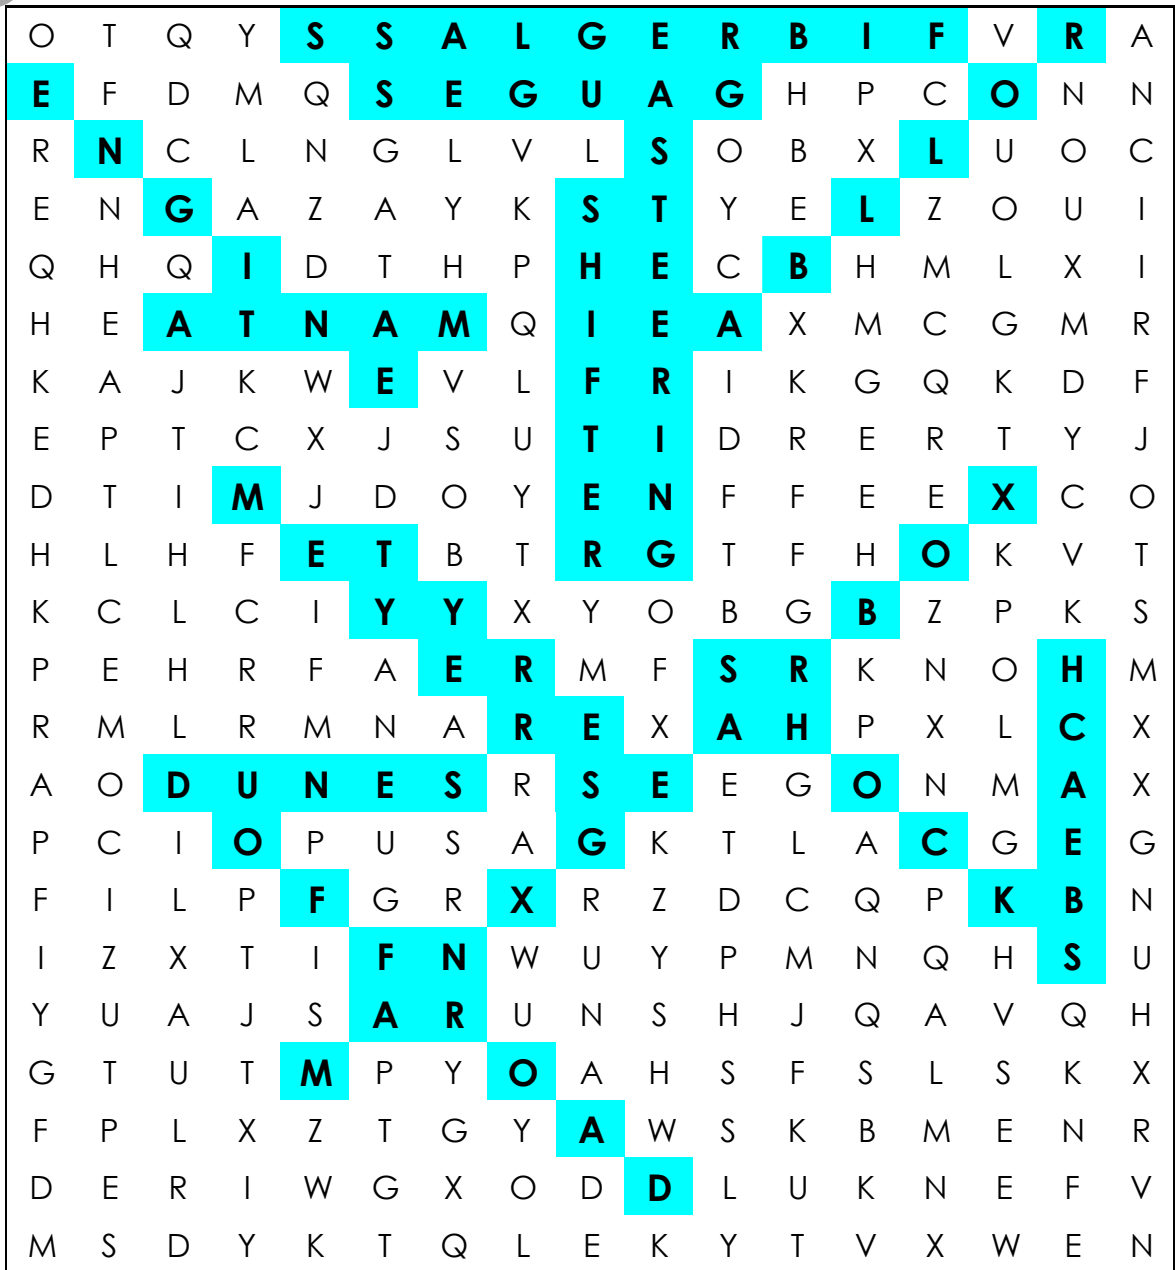 O T Q Y S S A L G E R B I F V R A
E F D M Q S E G U A G H P C O N N
R N C L N G L V L S O B X L U O C
E N G A Z A Y K S T Y E L Z O U I
Q H Q I D T H P H E C B H M L X I
H E A T N A M Q I E A X M C G M R
K A J K W E V L F R I K G Q K D F
E P T C X J S U T I D R E R T Y J
D T I M J D O Y E N F F E E X C O
H L H F E T B T R G T F H O K V T
K C L C I Y Y X Y O B G B Z P K S
P E H R F A E R M F S R K N O H M
R M L R M N A R E X A H P X L C X
A O D U N E S R S E E G O N M A X
P C I O P U S A G K T L A C G E G
F I L P F G R X R Z D C Q P K B N
I Z X T I F N W U Y P M N Q H S U
Y U A J S A R U N S H J Q A V Q H
G T U T M P Y O A H S F S L S K X
F P L X Z T G Y A W S K B M E N R
D E R I W G X O D D L U K N E F V
M S D Y K T Q L E K Y T V X W E N